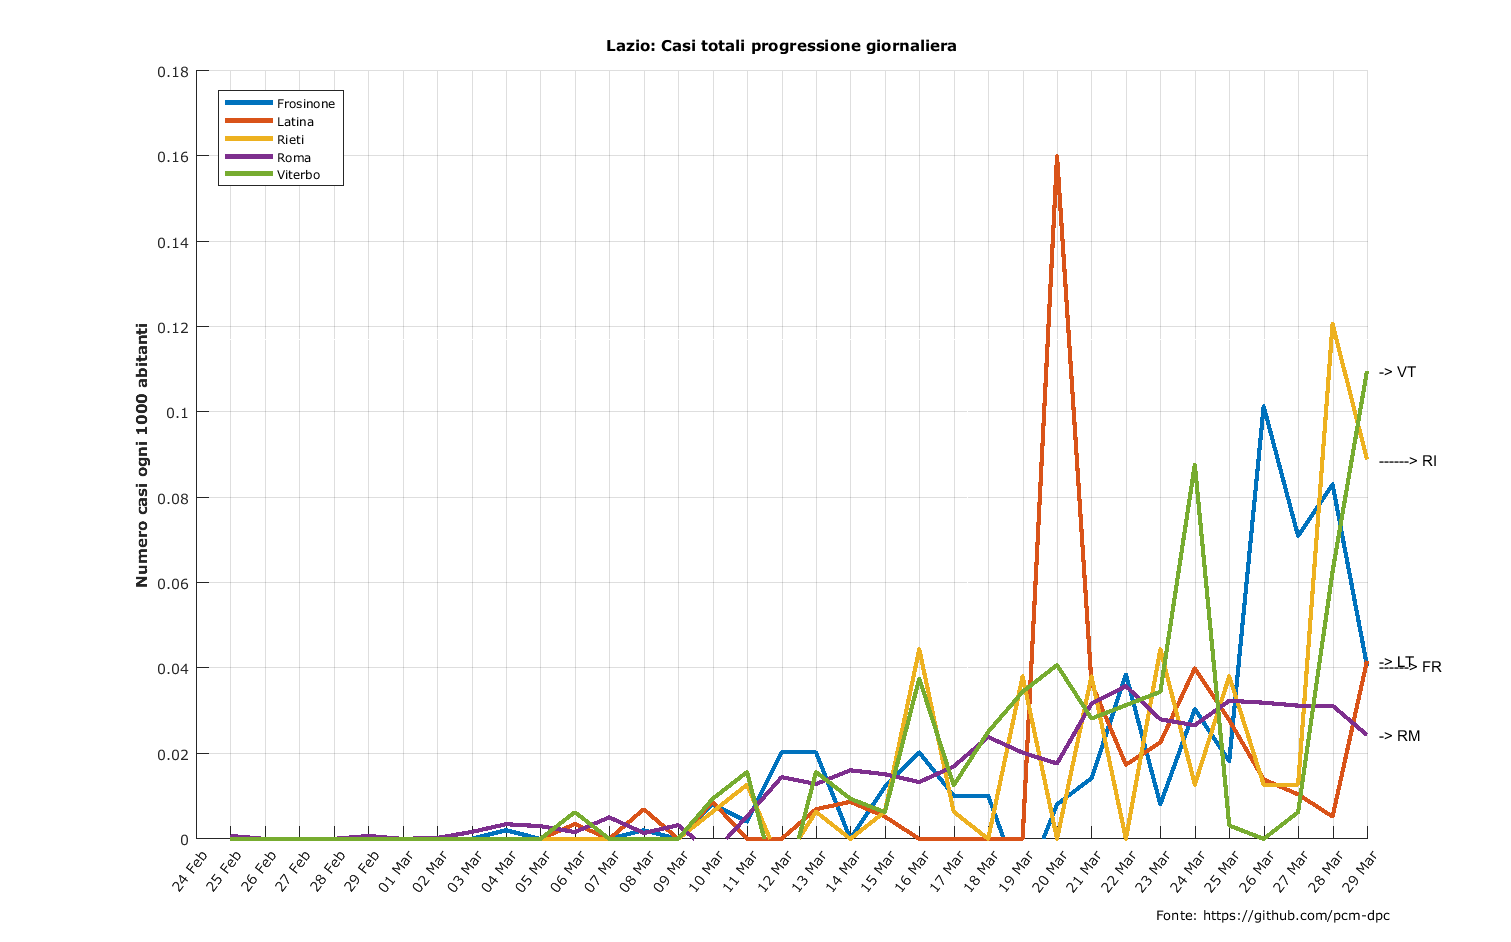 Lazio: Casi totali progressione giornaliera
Numero casi ogni 1000 abitanti
0.18
0.16
0.14
0.12
0.1
0.08
0.06
0.04
0.02
0
Frosinone
Latina
Rieti
Roma
Viterbo
-> VT
------> RI
-> LT
------> FR
-> RM
24 Feb
25 Feb
26 Feb
27 Feb
28 Feb
29 Feb
01 Mar
02 Mar
03 Mar
04 Mar
05 Mar
06 Mar
07 Mar
08 Mar
09 Mar
10 Mar
11 Mar
12 Mar
13 Mar
14 Mar
15 Mar
16 Mar
17 Mar
18 Mar
19 Mar
20 Mar
21 Mar
22 Mar
23 Mar
24 Mar
25 Mar
26 Mar
27 Mar
28 Mar
29 Mar
Fonte: https://github.com/pcm-dpc